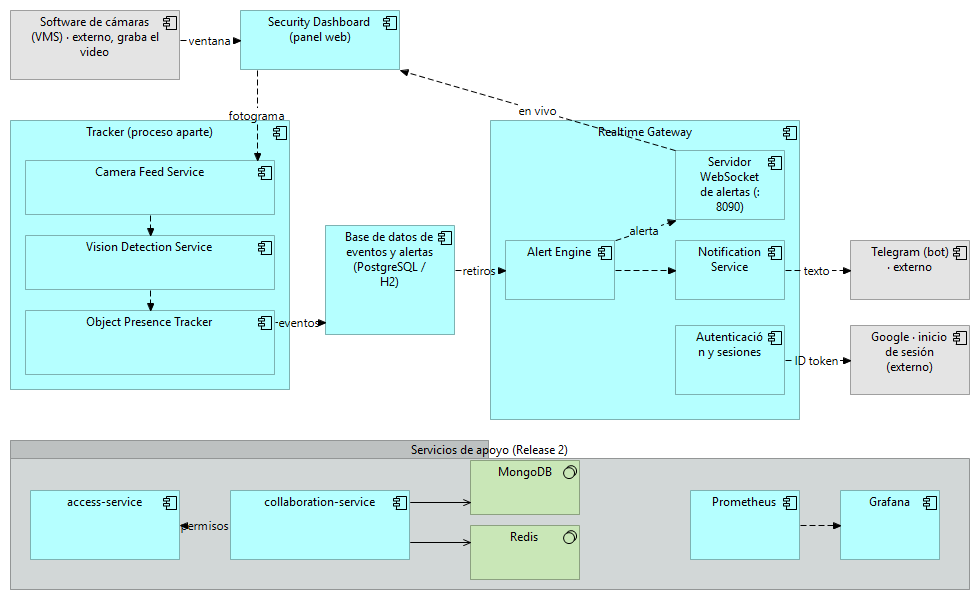 Software de cámaras
(VMS) · externo, graba el
video
ventana
Security Dashboard
(panel web)
fotograma
en vivo
Tracker (proceso aparte)
Camera Feed Service
Vision Detection Service
Object Presence Tracker
eventos
Base de datos de
eventos y alertas
(PostgreSQL /
H2)
retiros
Realtime Gateway
Servidor
WebSocket
de alertas (:
8090)
alerta
Alert Engine
Notification
Service
texto
Telegram (bot)
· externo
Autenticació
n y sesiones
ID token
Google · inicio
de sesión
(externo)
Servicios de apoyo (Release 2)
access-service
permisos
collaboration-service
MongoDB
Redis
Prometheus
Grafana